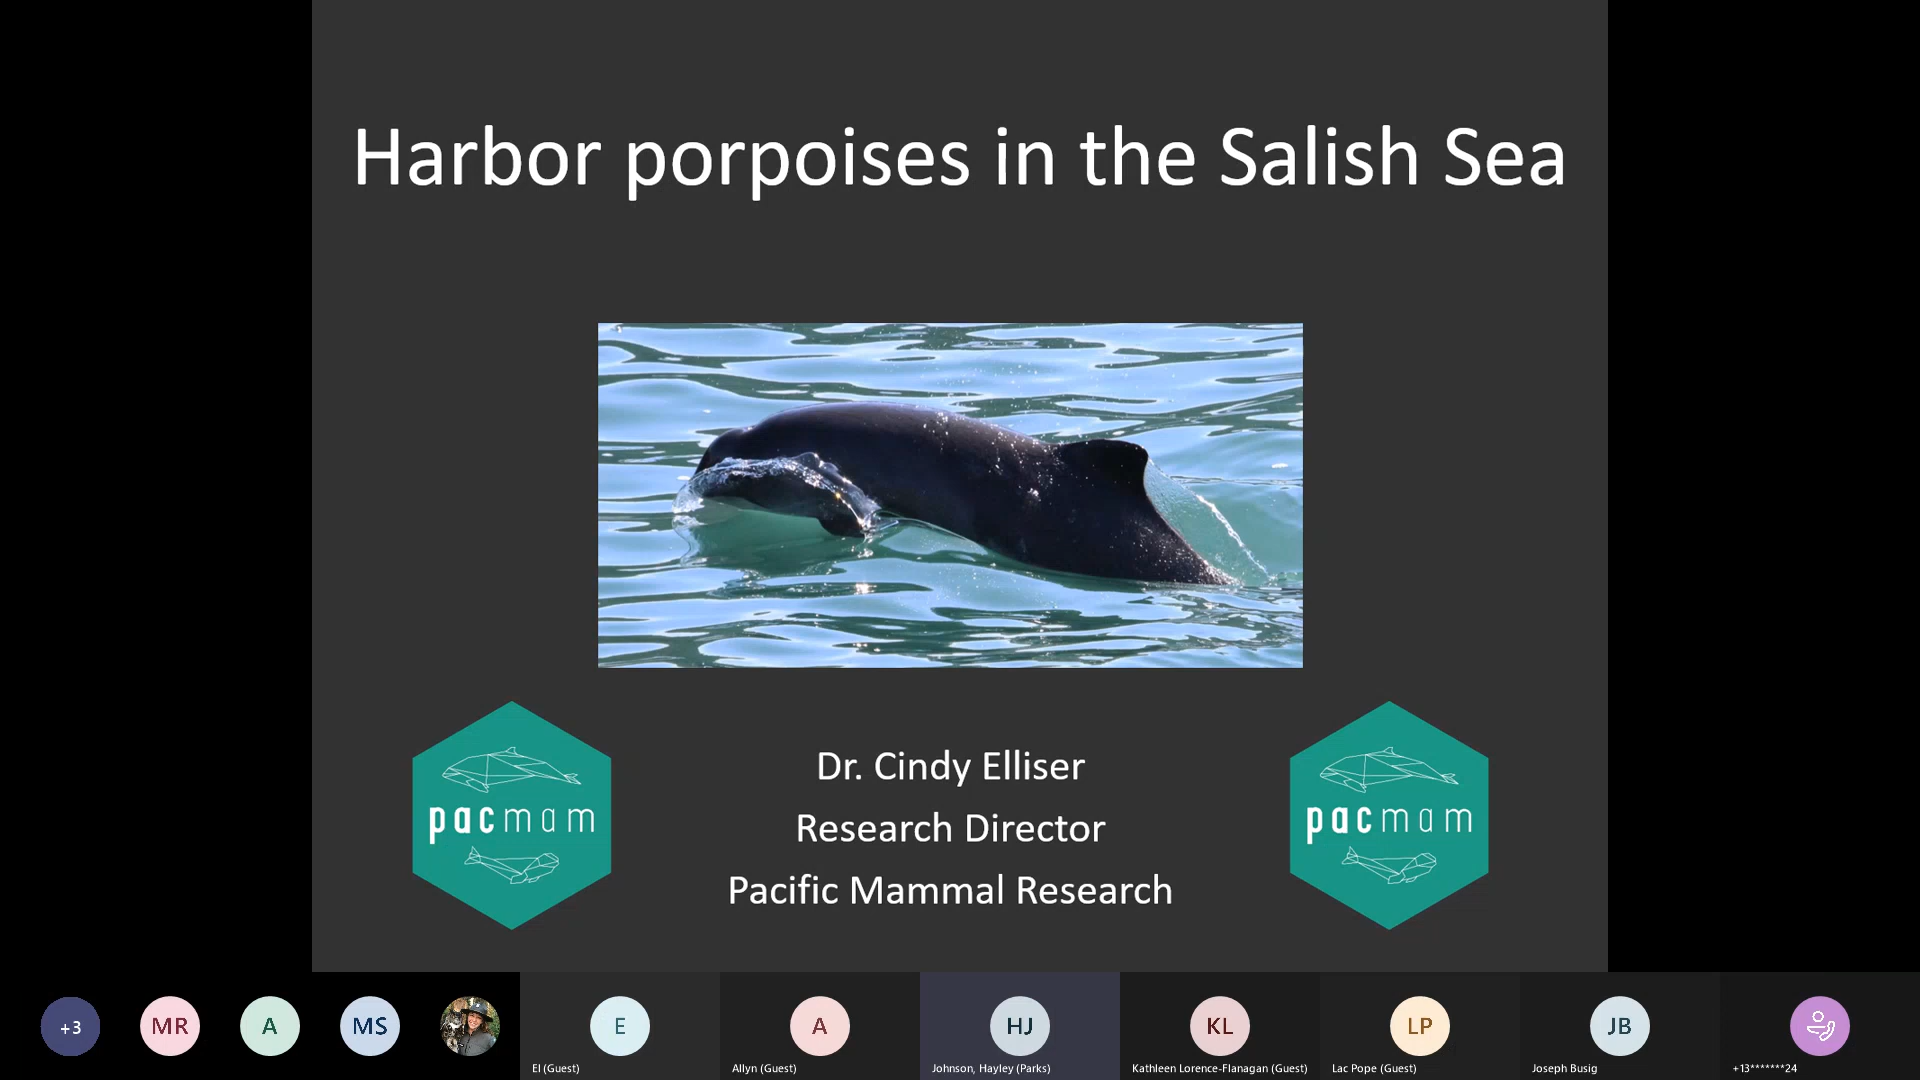 Harbor porpoises in the Salish Sea
pacmam
Dr. Cindy Elliser
Research Director
Pacific Mammal Research
pacmam
+3
MR
A
MS
E
El (Guest)
A
Allyn (Guest)
HJ
Johnson, Hayley (Parks)
KL
Kathleen Lorence-Flanagan (Guest)
LP
Lac Pope (Guest)
JB
Joseph Busig
+13*******24